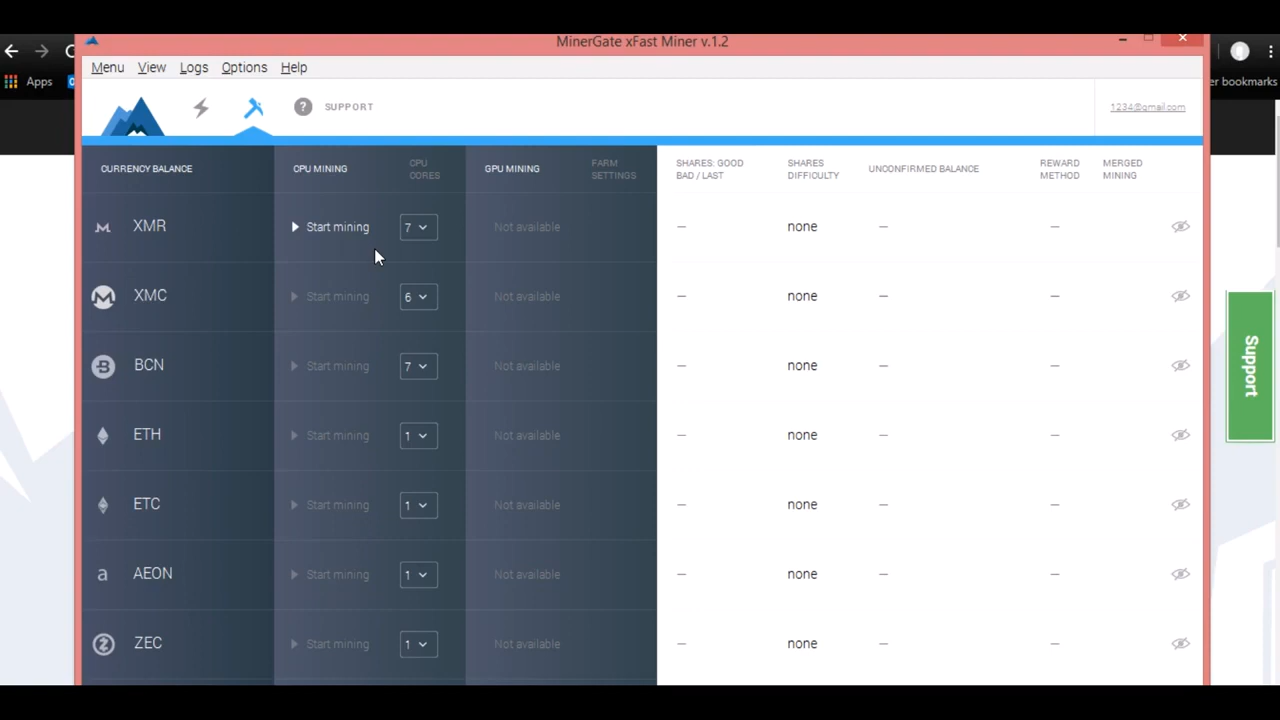 MinerGate xFast Miner v.1.2
Menu View Logs Options Help
Apps
er bookmarks
SUPPORT
1234@gmail.com
CURRENCY BALANCE CPU MINING CPU CORES GPU MINING FARM SETTINGS SHARES: GOOD BAD / LAST SHARES DIFFICULTY UNCONFIRMED BALANCE REWARD METHOD MERGED MINING
XMR Start mining 7 Not available – none – –
XMC Start mining 6 Not available – none – –
BCN Start mining 7 Not available – none – –
ETH Start mining 1 Not available – none – –
ETC Start mining 1 Not available – none – –
AEON Start mining 1 Not available – none – –
ZEC Start mining 1 Not available – none – –
Support